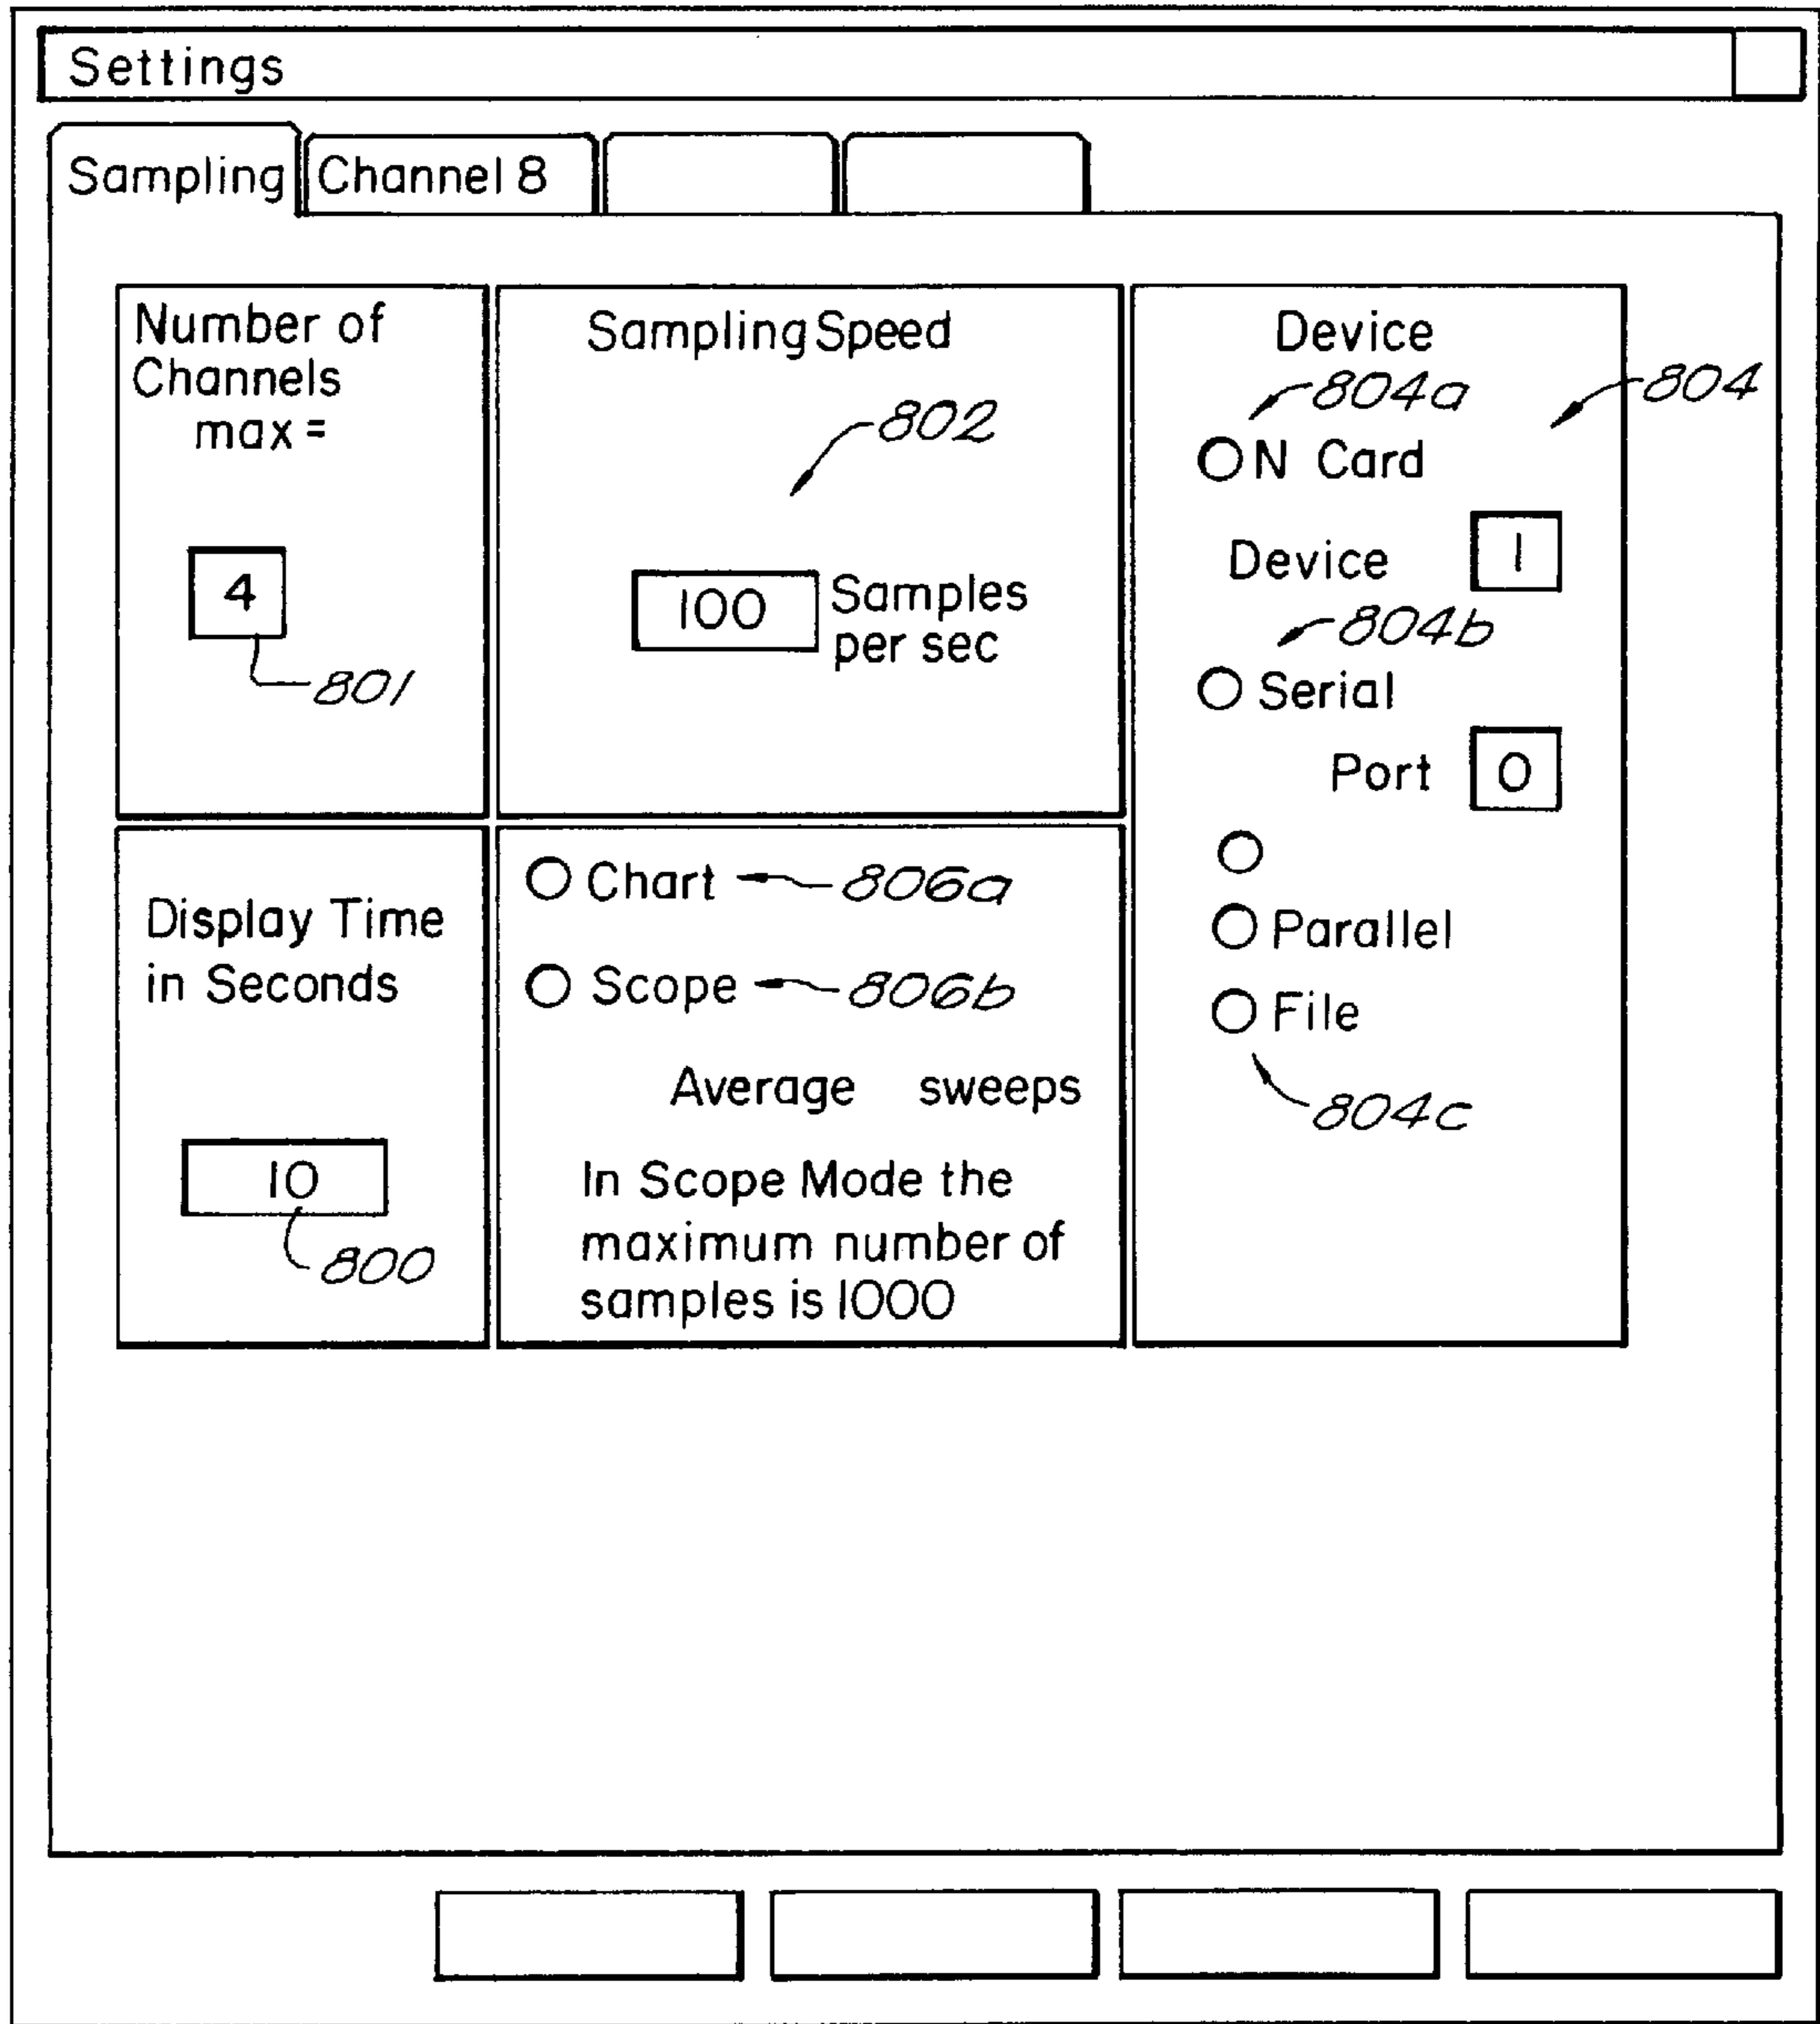 Settings
Sampling
Channel 8
Number of
Channels
max =
4
801
Sampling Speed
802
100
Samples
per sec
Device
804a
804
N Card
Device
1
804b
Serial
Port
0
Parallel
File
804c
Display Time
in Seconds
10
800
Chart
806a
Scope
806b
Average sweeps
In Scope Mode the
maximum number of
samples is 1000